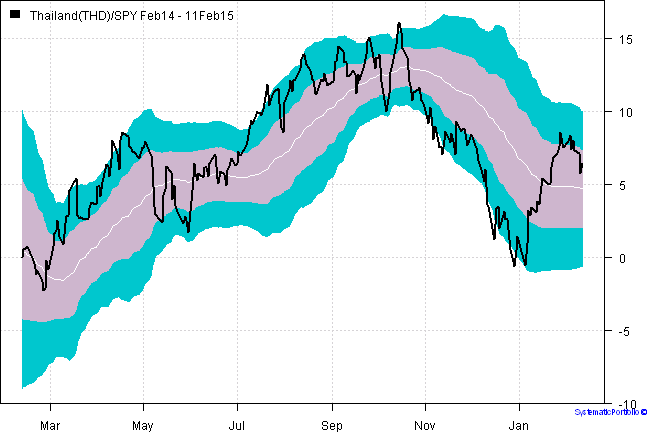 Thailand(THD)/SPY Feb14 - 11Feb15
15
10
5
0
-5
-10
SystematicPortfolio ©
Mar
May
Jul
Sep
Nov
Jan